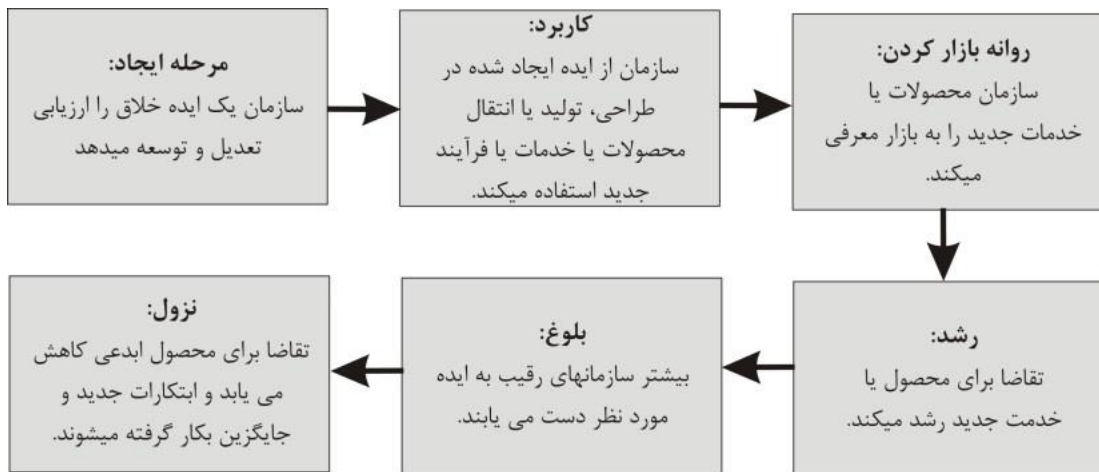 مرحله ایجاد:
سازمان یک ایده خلاق را ارزیابی
تعدیل و توسعه میدهد
کاربرد:
سازمان از ایده ایجاد شده در
طراحی، تولید یا انتقال
محصولات یا خدمات یا فرآیند
جدید استفاده میکند.
روانه بازار کردن:
سازمان محصولات یا
خدمات جدید را به بازار معرفی
میکند.
رشد:
تقاضا برای محصول یا
خدمت جدید رشد میکند.
بلوغ:
بیشتر سازمانهای رقیب به ایده
مورد نظر دست می یابند.
نزول:
تقاضا برای محصول ابدعی کاهش
می یابد و ابتکارات جدید و
جایگزین بکار گرفته میشوند.